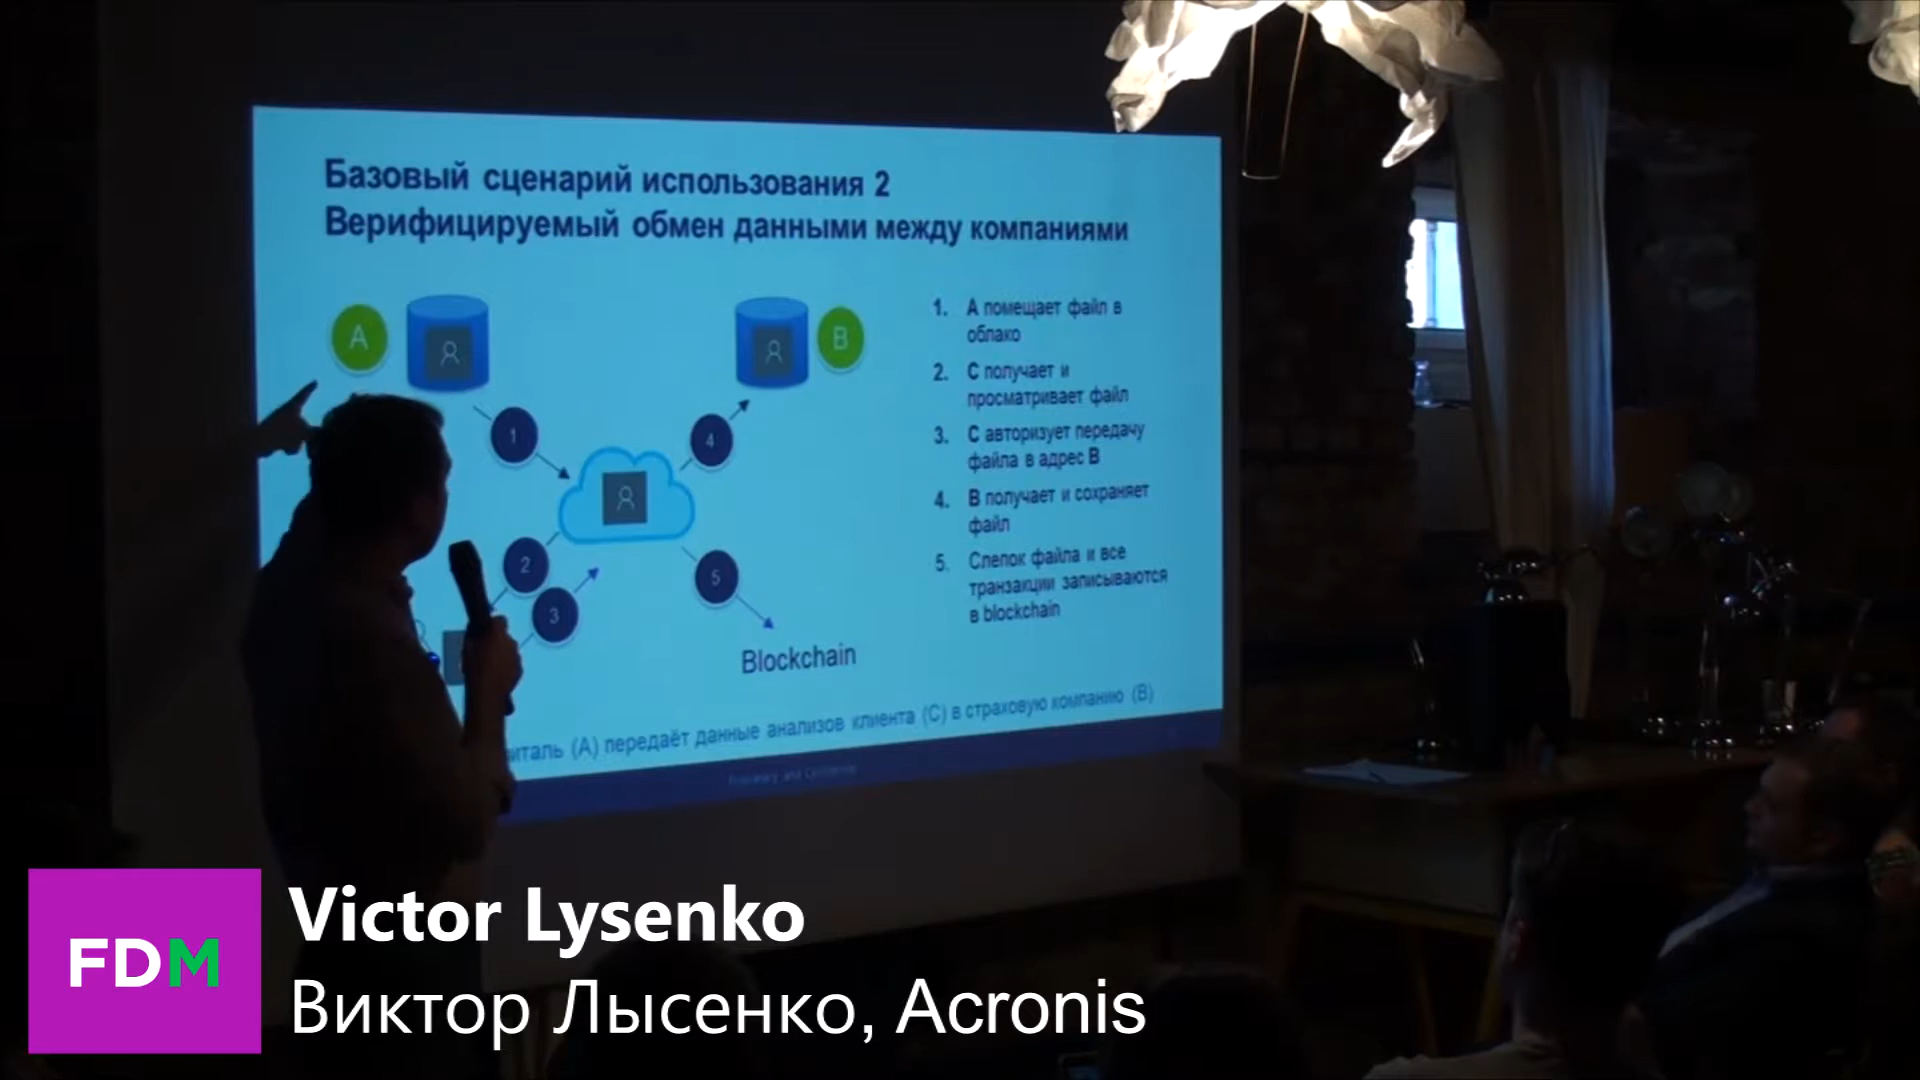 Базовый сценарий использования 2
Верифицируемый обмен данными между компаниями
A
B
1
4
2
3
5
Blockchain
1. А помещает файл в
облако
2. С получает и
просматривает файл
3. С авторизует передачу
файла в адрес В
4. В получает и сохраняет
файл
5. Слепок файла и все
транзакции записываются
в blockchain
(А) передаёт данные анализов клиента (С) в страховую компанию (В)
FDM
Victor Lysenko
Виктор Лысенко, Acronis